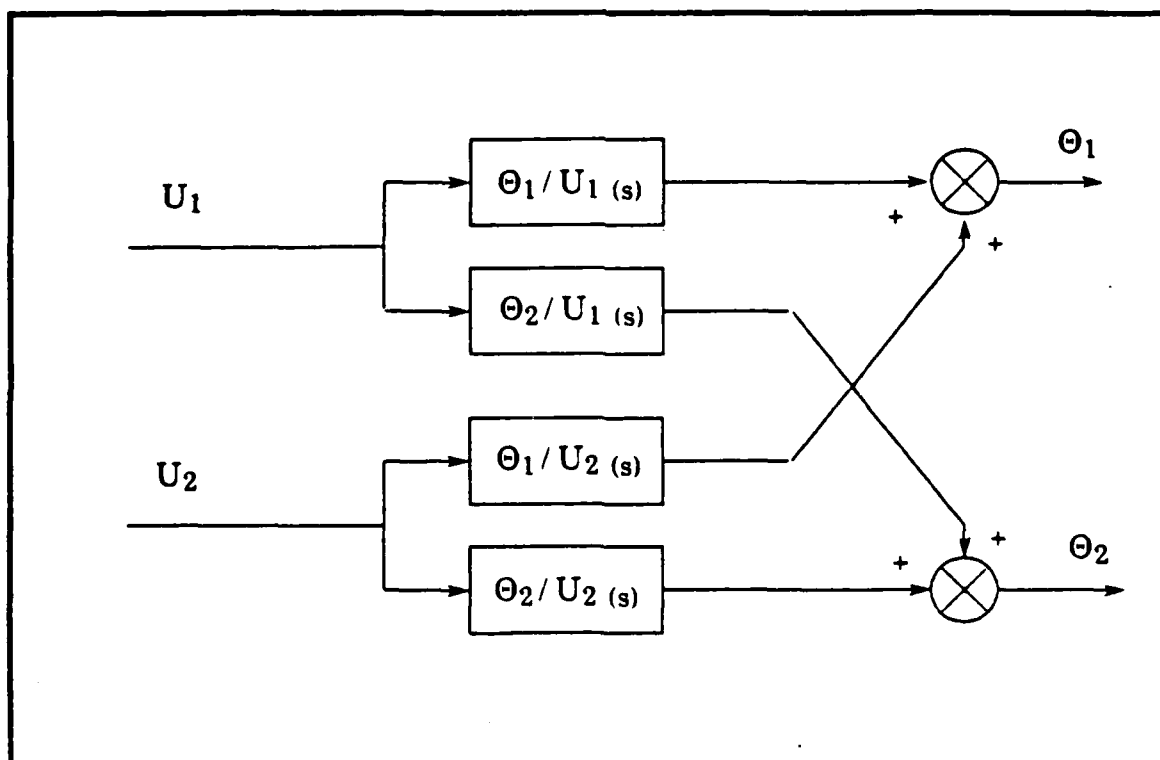 U₁
Θ₁/U₁ (s)
Θ₁
+
+
Θ₂/U₁ (s)
U₂
Θ₁/U₂ (s)
+
+
Θ₂
Θ₂/U₂ (s)